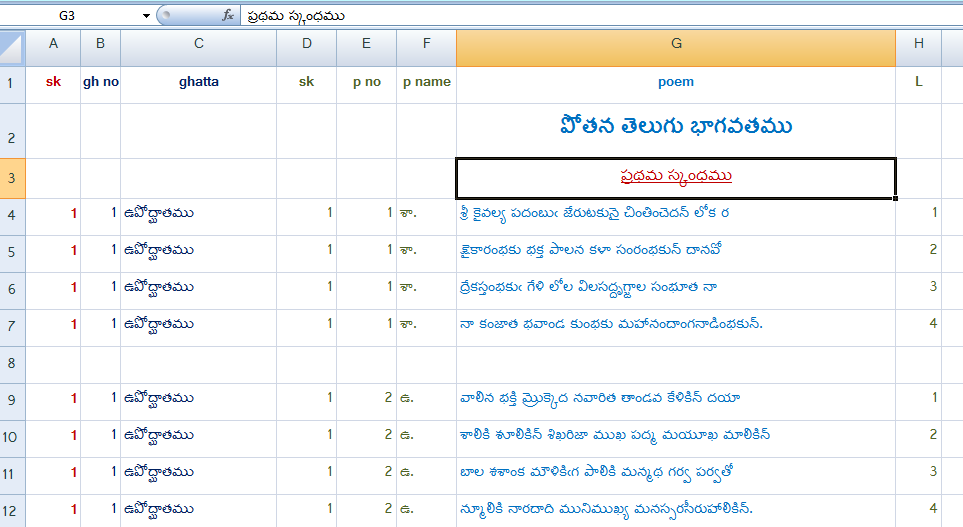 G3 fx ప్రథమ స్కంధము
A B C D E F G H
1 sk gh no ghatta sk p no p name poem L
2 పోతన తెలుగు భాగవతము
3 ప్రథమ స్కంధము
4 1 1 ఉపోద్ఘాతము 1 1 శా. శ్రీ కైవల్య పదంబుఁ జేరుటకునై చింతించెదన్ లోక ర
5 1 1 ఉపోద్ఘాతము 1 1 శా. క్షైకారంభకు భక్త పాలన కళా సంరంభకున్ దానవో
6 1 1 ఉపోద్ఘాతము 1 1 శా. ద్రేకస్తంభకుఁ గేళి లోల విలసద్దృగ్జాల సంభూత నా
7 1 1 ఉపోద్ఘాతము 1 1 శా. నా కంజాత భవాండ కుంభకు మహానందాంగనాడింభకున్. 4
8
9 1 1 ఉపోద్ఘాతము 1 2 ఉ. వాలిన భక్తి మ్రొక్కెద నవారిత తాండవ కేళికిన్ దయా 1
10 1 1 ఉపోద్ఘాతము 1 2 ఉ. శాలికి శూలికిన్ శిఖరిజా ముఖ పద్మ మయూఖ మాలికిన్ 2
11 1 1 ఉపోద్ఘాతము 1 2 ఉ. బాల శశాంక మౌళికిఁగ పాలికి మన్మథ గర్వ పర్వతో 3
12 1 1 ఉపోద్ఘాతము 1 2 ఉ. న్మూలికి నారదాది మునిముఖ్య మనస్సరసీరుహాలికిన్. 4